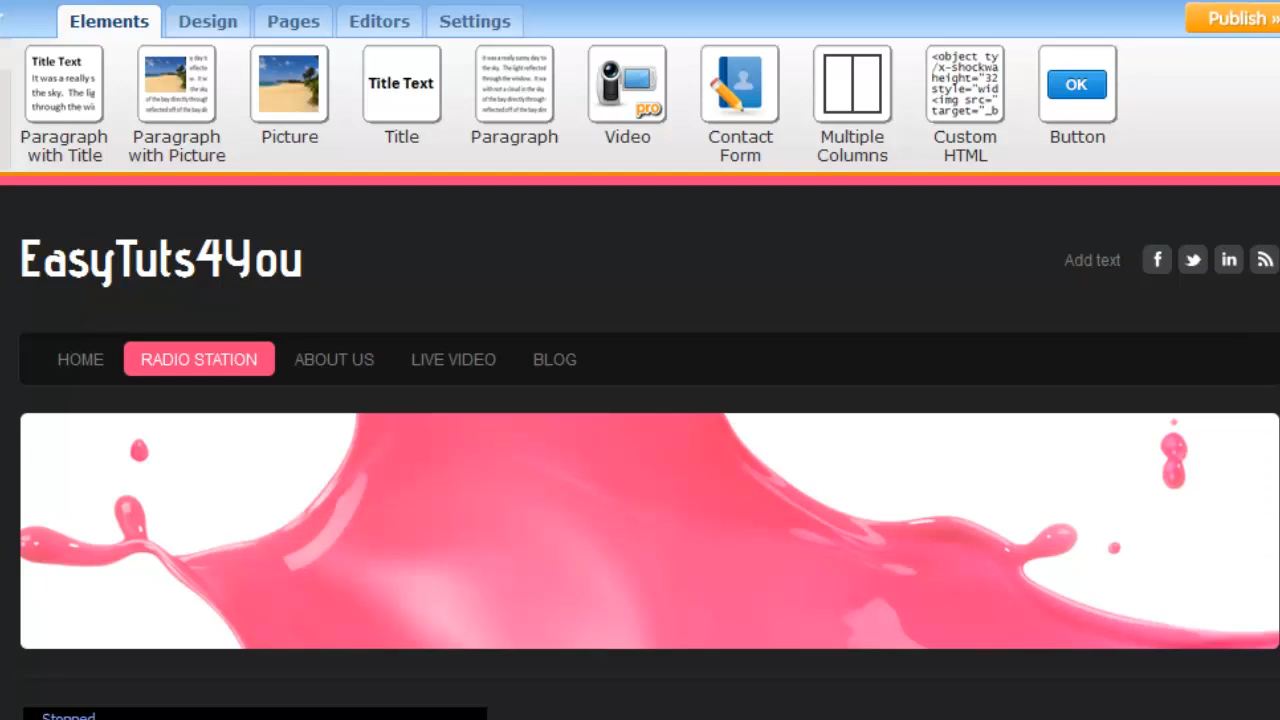 Elements Design Pages Editors Settings
Publish »
Title Text
It was a really s
the sky. The lig
through the wi
Title Text
<object ty
/x-shockwa
height="32
style="wid
<img src="
target="_b
OK
pro
Paragraph with Title
Paragraph with Picture
Picture
Title
Paragraph
Video
Contact Form
Multiple Columns
Custom HTML
Button
EasyTuts4You
Add text
HOME RADIO STATION ABOUT US LIVE VIDEO BLOG
Stopped